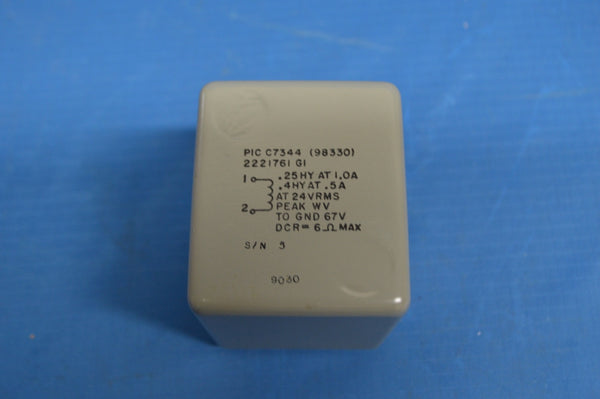 PIC C7344 (98330)
2221761 G1
1 .25HY AT 1.0A
.4HY AT .5A
AT 24VRMS
2 PEAK WV
TO GND 67V
DCR= 6Ω MAX
S/N 5
9030